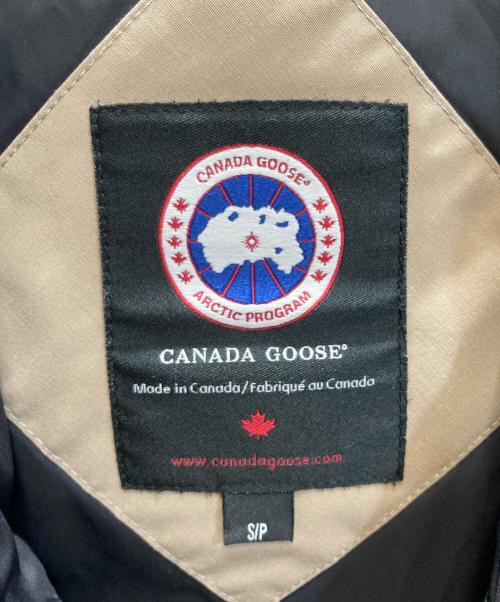 CANADA GOOSE®
ARCTIC PROGRAM
CANADA GOOSE®
Made in Canada/Fabriqué au Canada
www.canadagoose.com
S/P